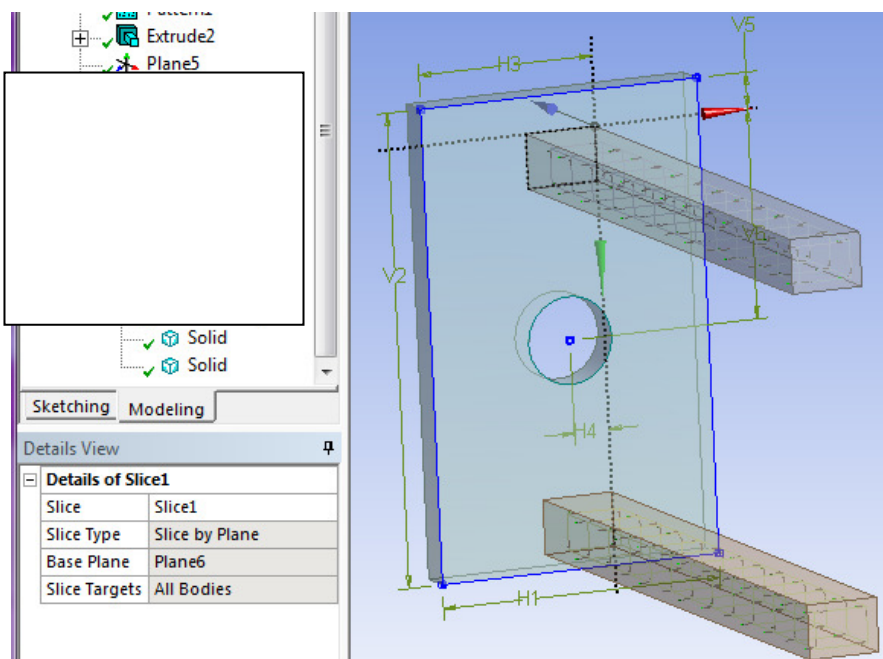 Pattern1
Extrude2
Plane5
Solid
Solid
Sketching Modeling
Details View
Details of Slice1
Slice Slice1
Slice Type Slice by Plane
Base Plane Plane6
Slice Targets All Bodies
V5
H3
V2
H4
H1